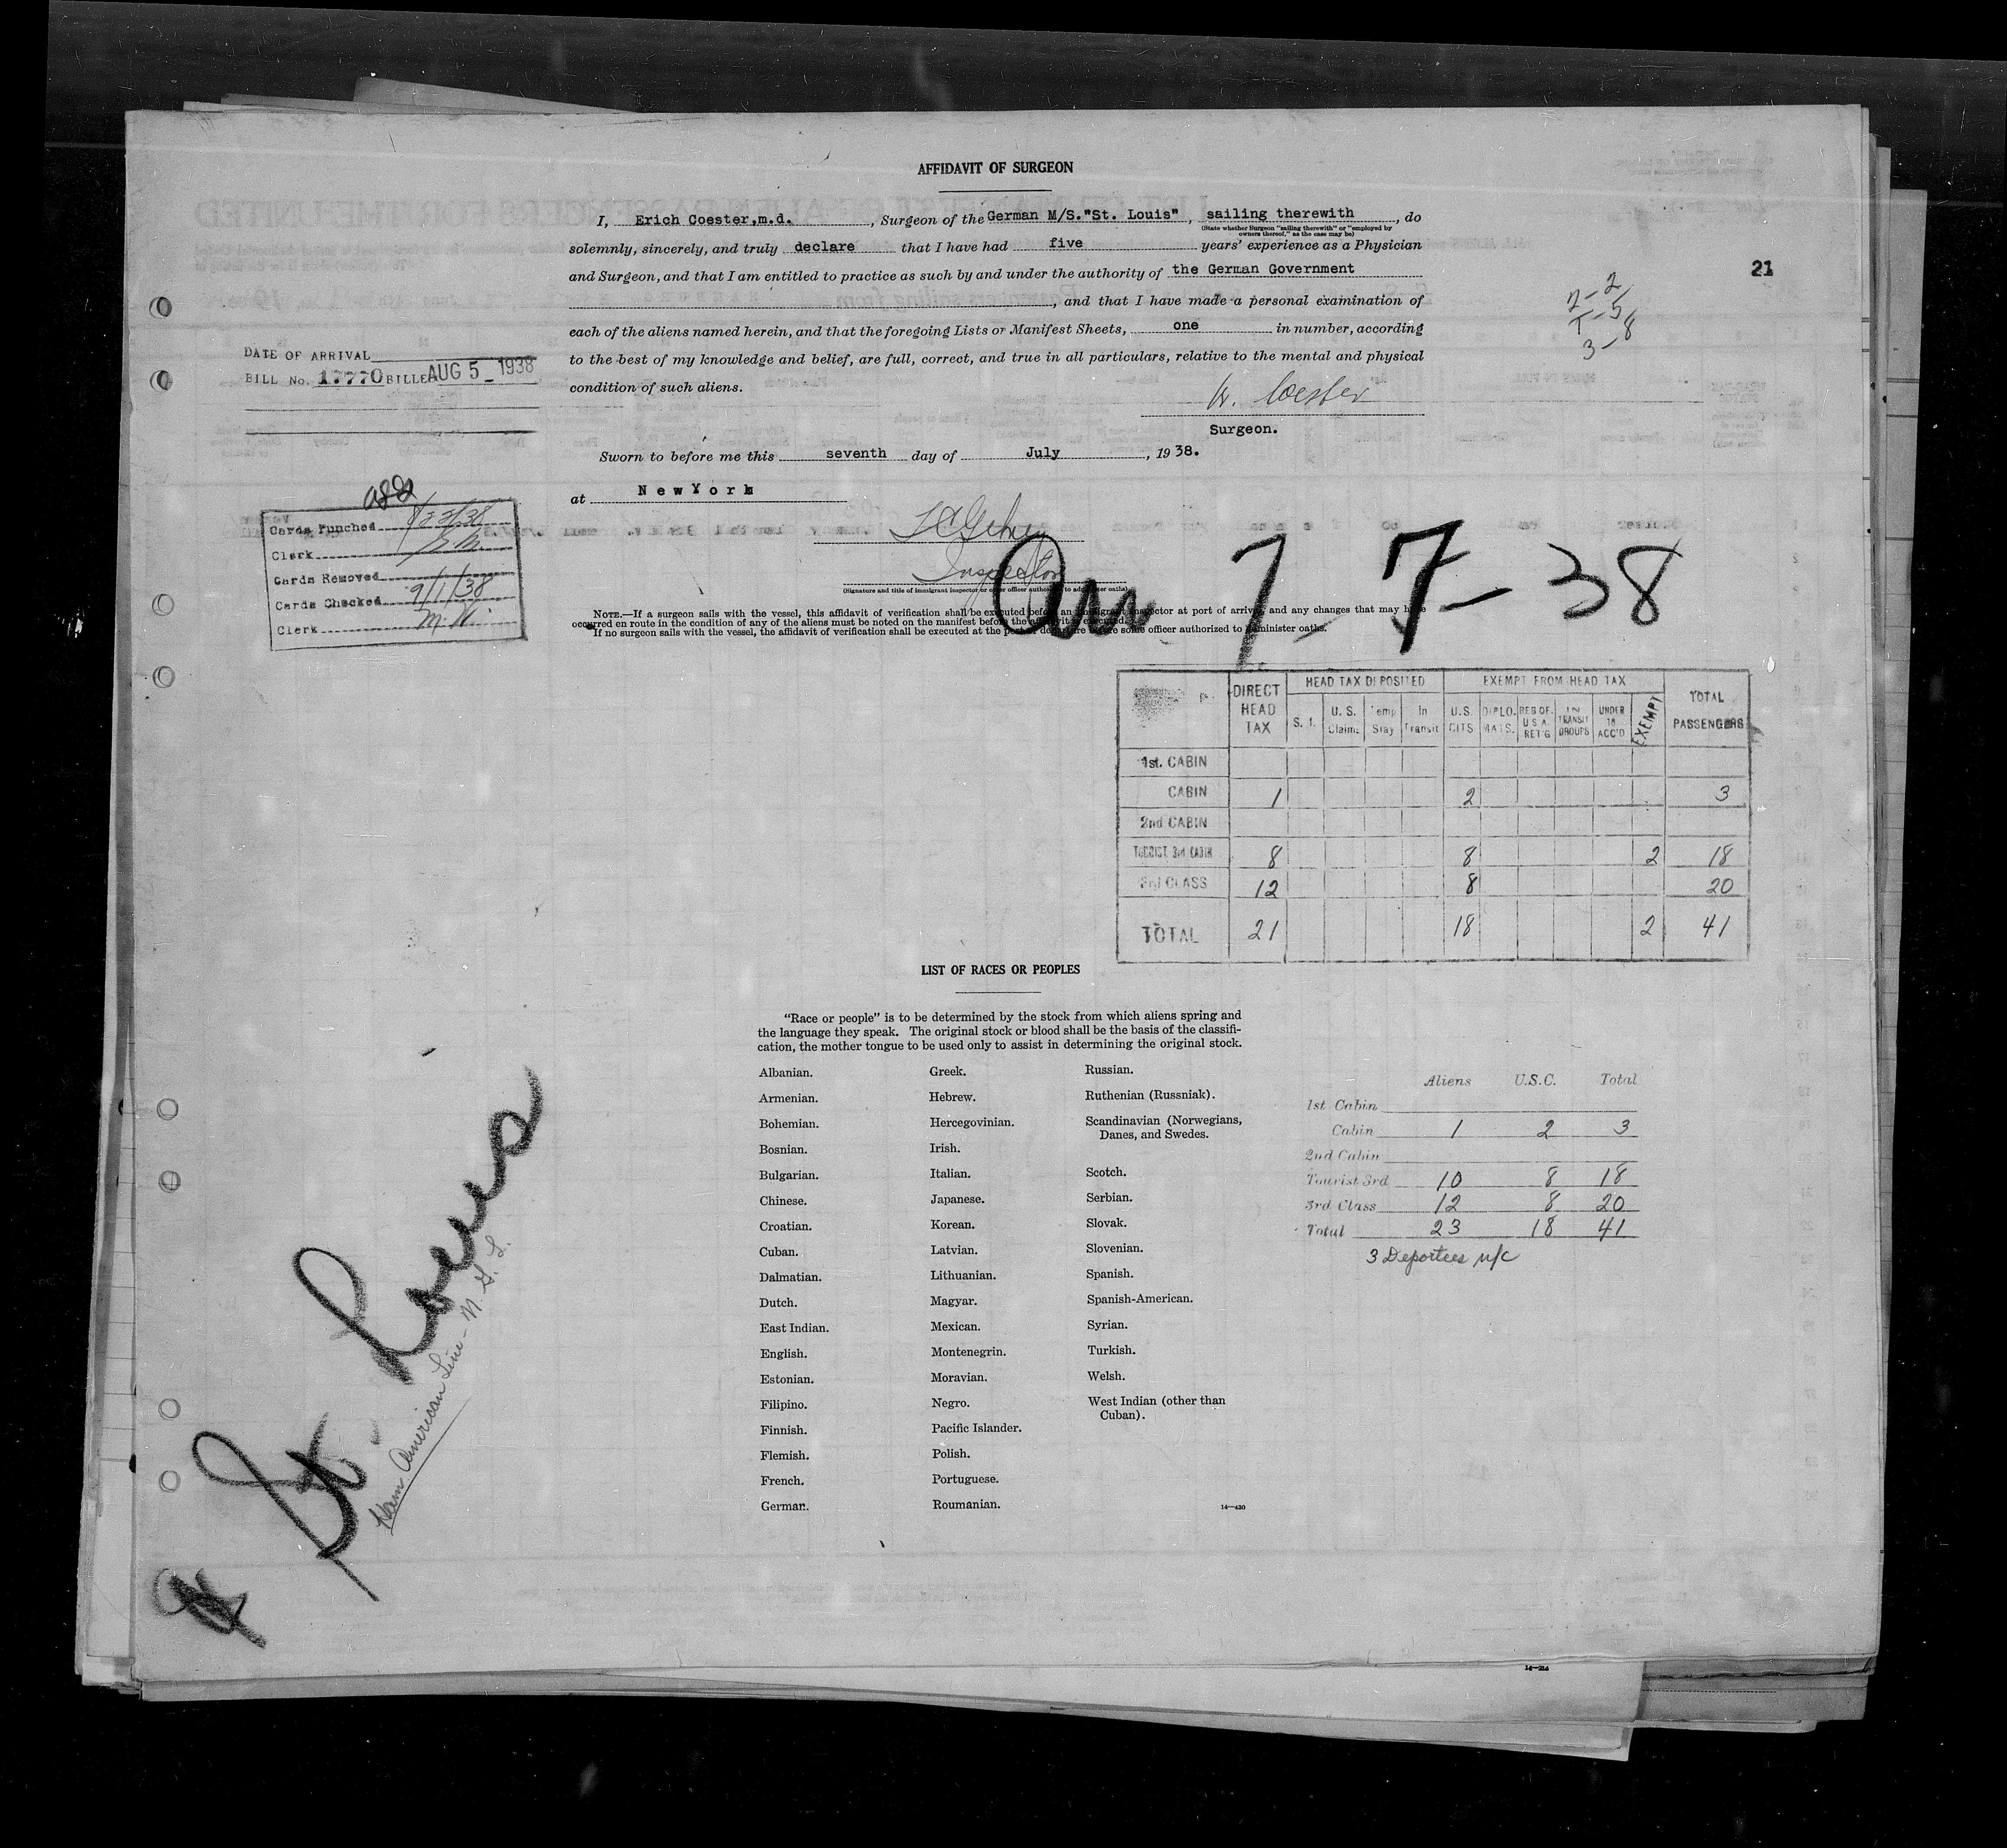 AFFIDAVIT OF SURGEON
I, Erich Coester,m.d. , Surgeon of the German M/S."St. Louis" , sailing therewith , do
(State whether Surgeon "sailing therewith" or "employed by
owners thereof," as the case may be)
solemnly, sincerely, and truly declare that I have had five years' experience as a Physician
and Surgeon, and that I am entitled to practice as such by and under the authority of the German Government
, and that I have made a personal examination of
each of the aliens named herein, and that the foregoing Lists or Manifest Sheets, one in number, according
to the best of my knowledge and belief, are full, correct, and true in all particulars, relative to the mental and physical
condition of such aliens.
21
7-2
T-5
3-8
DATE OF ARRIVAL
BILL No. 17770 BILLED AUG 5 - 1938
Coester
Surgeon.
Sworn to before me this seventh day of July , 19 38.
at NewYork
Inspector
(Signature and title of immigrant inspector or other officer authorized to administer oaths)
Cards Punched 8/22/38
Clerk
Cards Removed
Cards Checked 9/1/38
Clerk M.W.
Arr 7-7-38
NOTE.—If a surgeon sails with the vessel, this affidavit of verification shall be executed before an immigrant inspector at port of arrival, and any changes that may have
occurred en route in the condition of any of the aliens must be noted on the manifest before the affidavit is executed.
If no surgeon sails with the vessel, the affidavit of verification shall be executed at the port of departure before some officer authorized to administer oaths.
DIRECT HEAD TAX HEAD TAX DEPOSITED EXEMPT FROM HEAD TAX TOTAL PASSENGERS
S. I. U. S. Claims Temp Stay In Transit U.S. CITS DIPLO. MATS. RES OF. U S A. RET'G IN TRANSIT GROUPS UNDER TO ACC'D EXEMPT
1st. CABIN
CABIN 1 2 3
2nd CABIN
TOURIST 3rd CABIN 8 8 2 18
3rd CLASS 12 8 20
TOTAL 21 18 2 41
LIST OF RACES OR PEOPLES
"Race or people" is to be determined by the stock from which aliens spring and
the language they speak. The original stock or blood shall be the basis of the classifi-
cation, the mother tongue to be used only to assist in determining the original stock.
Albanian.
Armenian.
Bohemian.
Bosnian.
Bulgarian.
Chinese.
Croatian.
Cuban.
Dalmatian.
Dutch.
East Indian.
English.
Estonian.
Filipino.
Finnish.
Flemish.
French.
German.
Greek.
Hebrew.
Hercegovinian.
Irish.
Italian.
Japanese.
Korean.
Latvian.
Lithuanian.
Magyar.
Mexican.
Montenegrin.
Moravian.
Negro.
Pacific Islander.
Polish.
Portuguese.
Roumanian.
Russian.
Ruthenian (Russniak).
Scandinavian (Norwegians,
Danes, and Swedes.
Scotch.
Serbian.
Slovak.
Slovenian.
Spanish.
Spanish-American.
Syrian.
Turkish.
Welsh.
West Indian (other than
Cuban).
14—430
Aliens U.S.C. Total
1st Cabin
Cabin 1 2 3
2nd Cabin
Tourist 3rd 10 8 18
3rd Class 12 8 20
Total 23 18 41
3 Deportees n/c
St. Louis
Ham. American Line - N. G. L.
14—214